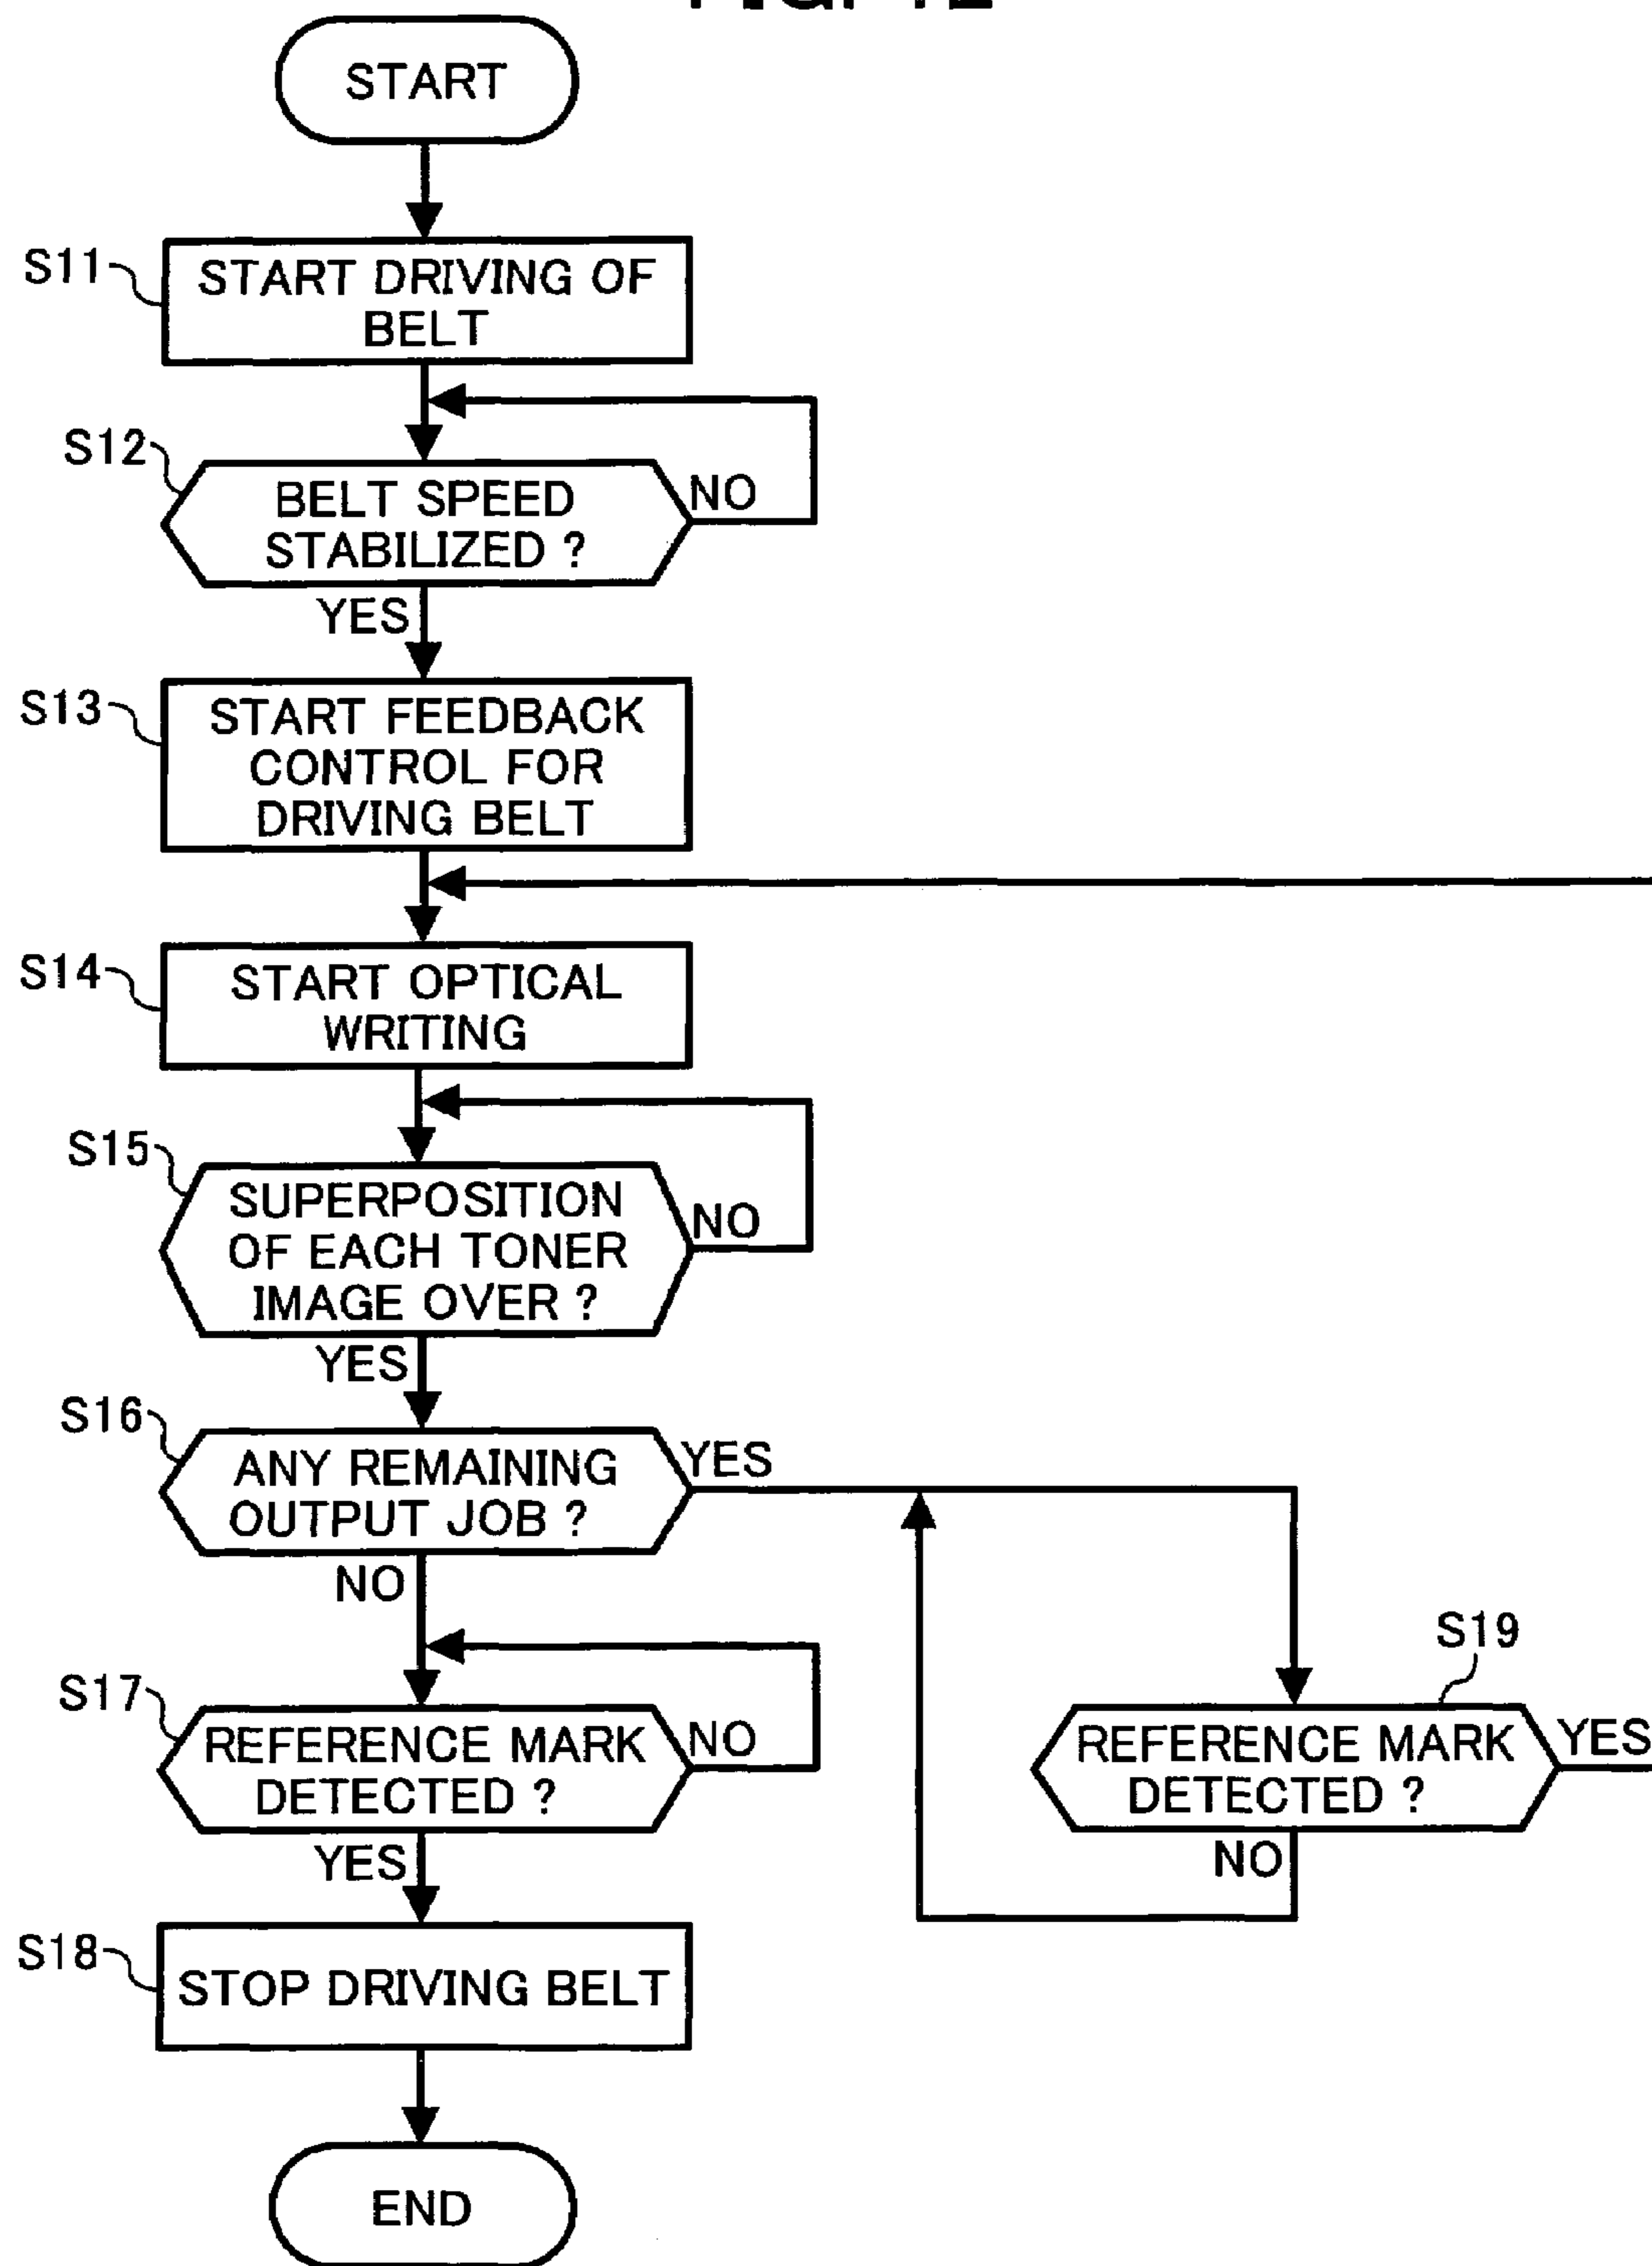 START
S11
START DRIVING OF
BELT
S12
BELT SPEED
STABILIZED ?
NO
YES
S13
START FEEDBACK
CONTROL FOR
DRIVING BELT
S14
START OPTICAL
WRITING
S15
SUPERPOSITION
OF EACH TONER
IMAGE OVER ?
NO
YES
S16
ANY REMAINING
OUTPUT JOB ?
YES
NO
S17
REFERENCE MARK
DETECTED ?
NO
YES
S19
REFERENCE MARK
DETECTED ?
YES
NO
S18
STOP DRIVING BELT
END